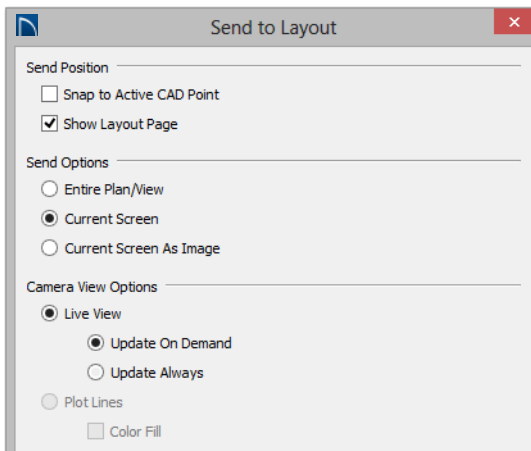 Send to Layout
Send Position
Snap to Active CAD Point
Show Layout Page
Send Options
Entire Plan/View
Current Screen
Current Screen As Image
Camera View Options
Live View
Update On Demand
Update Always
Plot Lines
Color Fill